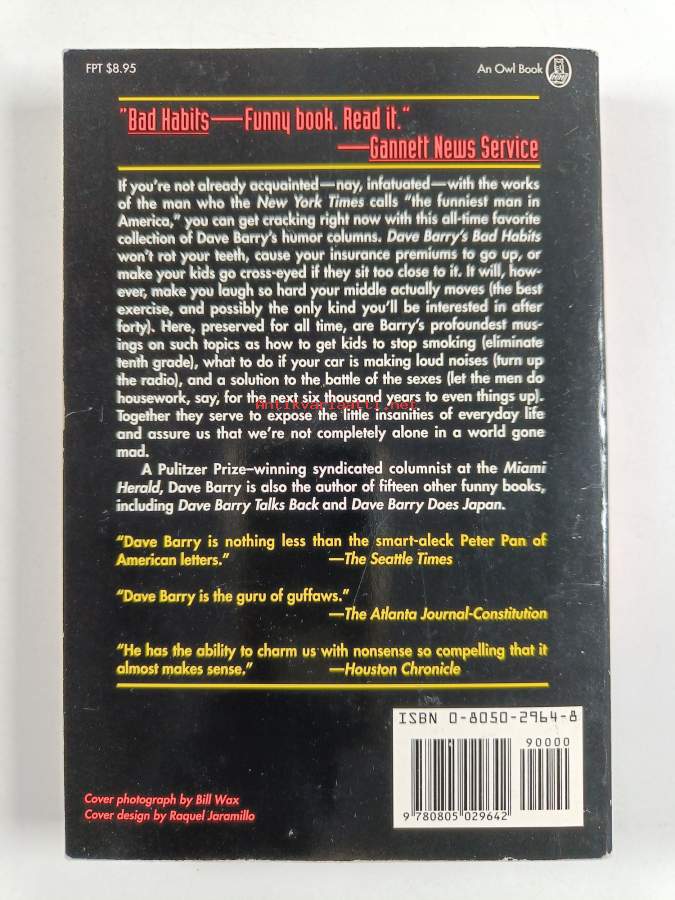 FPT $8.95
An Owl Book
"Bad Habits—Funny book. Read it."
—Gannett News Service
If you're not already acquainted—nay, infatuated—with the works
of the man who the New York Times calls "the funniest man in
America," you can get cracking right now with this all-time favorite
collection of Dave Barry's humor columns. Dave Barry's Bad Habits
won't rot your teeth, cause your insurance premiums to go up, or
make your kids go cross-eyed if they sit too close to it. It will, how-
ever, make you laugh so hard your middle actually moves (the best
exercise, and possibly the only kind you'll be interested in after
forty). Here, preserved for all time, are Barry's profoundest mus-
ings on such topics as how to get kids to stop smoking (eliminate
tenth grade), what to do if your car is making loud noises (turn up
the radio), and a solution to the battle of the sexes (let the men do
housework, say, for the next six thousand years to even things up).
Antikvariaatti.net
Together they serve to expose the little insanities of everyday life
and assure us that we're not completely alone in a world gone
mad.
A Pulitzer Prize–winning syndicated columnist at the Miami
Herald, Dave Barry is also the author of fifteen other funny books,
including Dave Barry Talks Back and Dave Barry Does Japan.
"Dave Barry is nothing less than the smart-aleck Peter Pan of
American letters." —The Seattle Times
"Dave Barry is the guru of guffaws."
—The Atlanta Journal-Constitution
"He has the ability to charm us with nonsense so compelling that it
almost makes sense." —Houston Chronicle
ISBN 0-8050-2964-8
90000
9 780805 029642
Cover photograph by Bill Wax
Cover design by Raquel Jaramillo